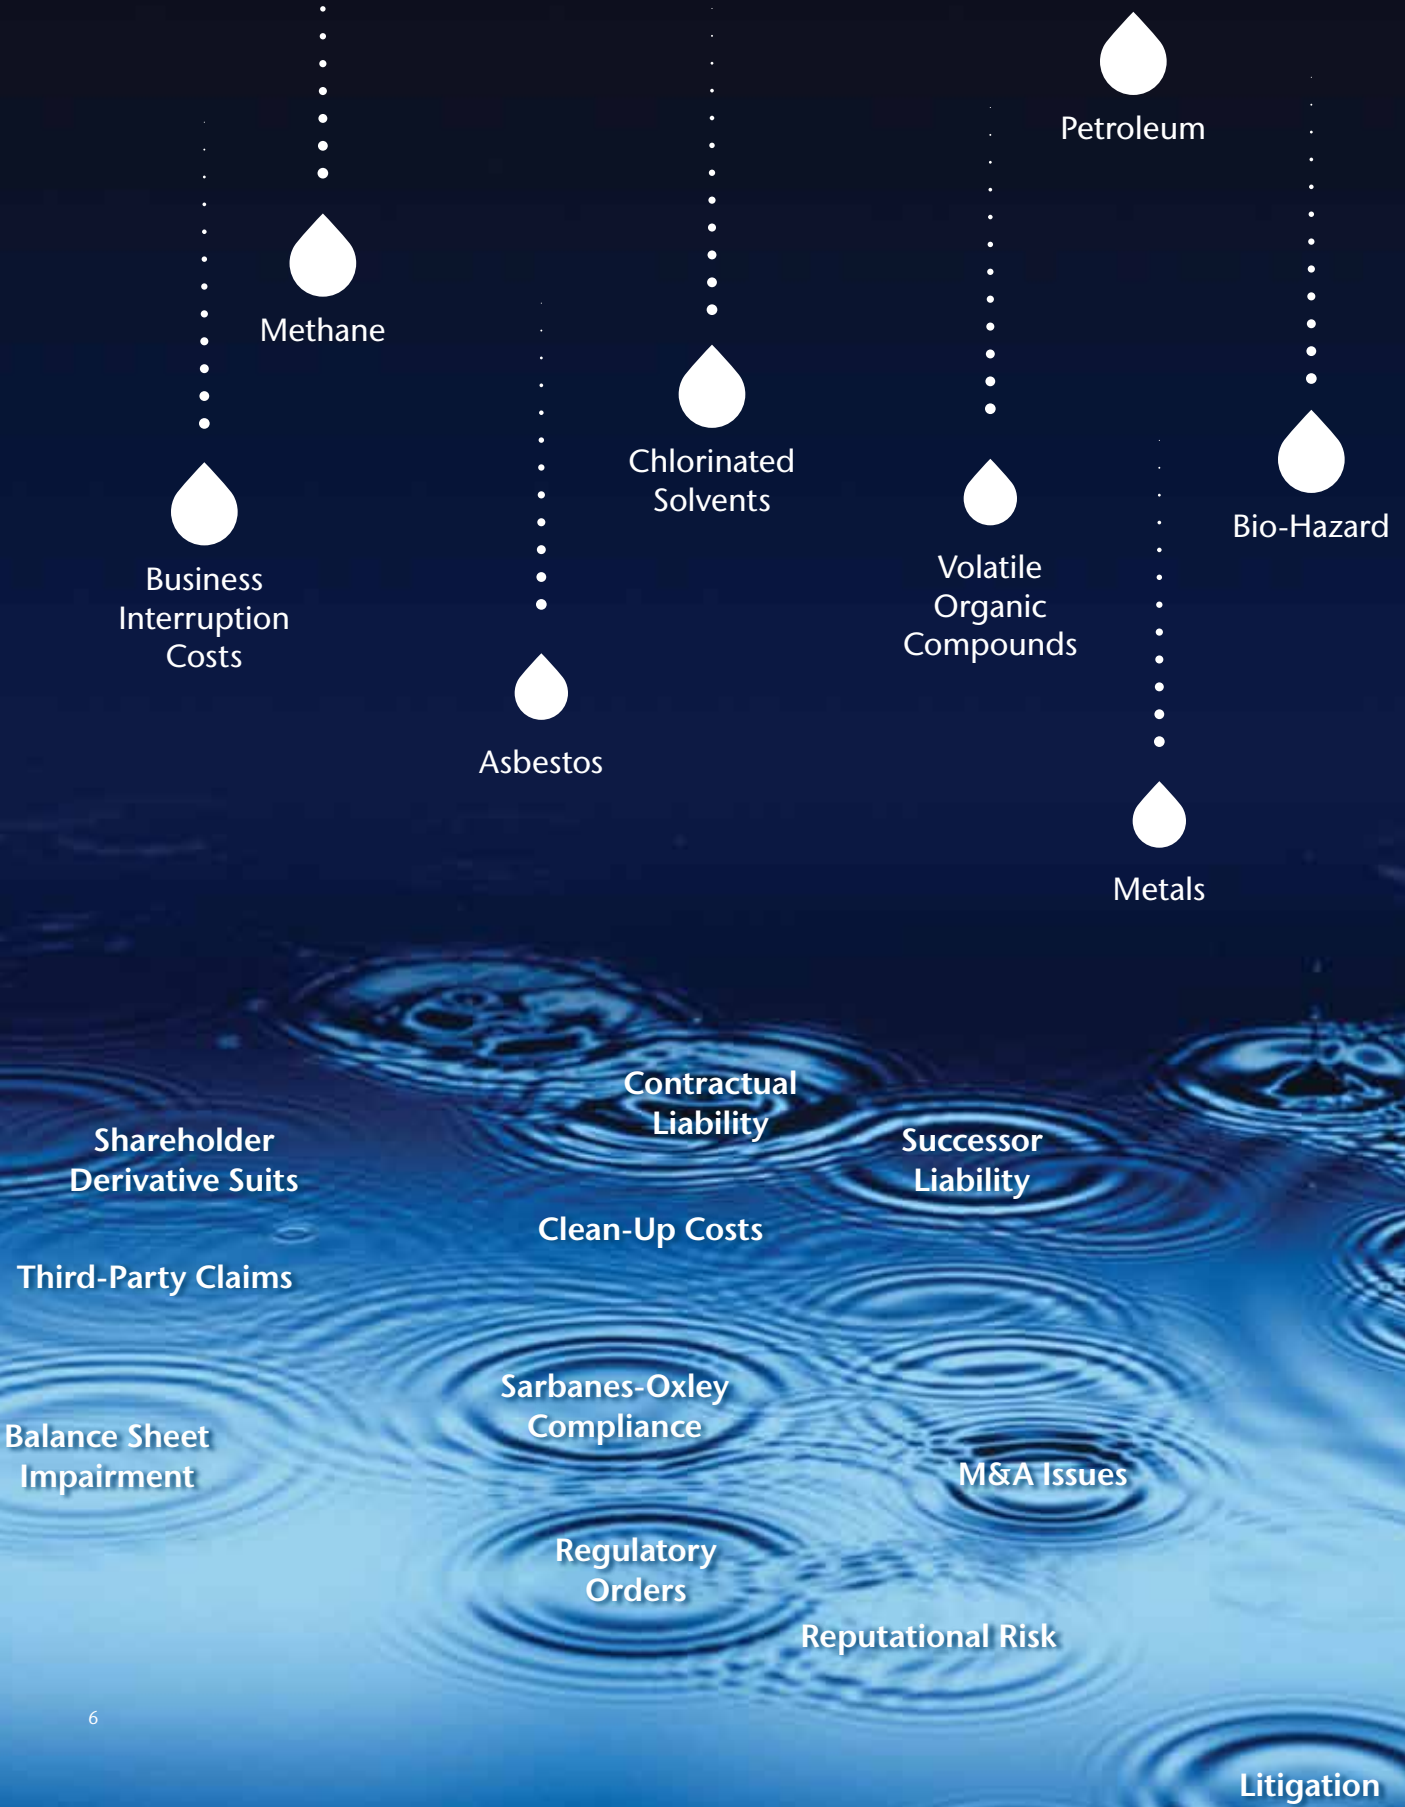 Petroleum
Methane
Chlorinated
Solvents
Bio-Hazard
Business
Interruption
Costs
Volatile
Organic
Compounds
Asbestos
Metals
Contractual
Liability
Shareholder
Derivative Suits
Successor
Liability
Clean-Up Costs
Third-Party Claims
Sarbanes-Oxley
Compliance
Balance Sheet
Impairment
M&A Issues
Regulatory
Orders
Reputational Risk
6
Litigation